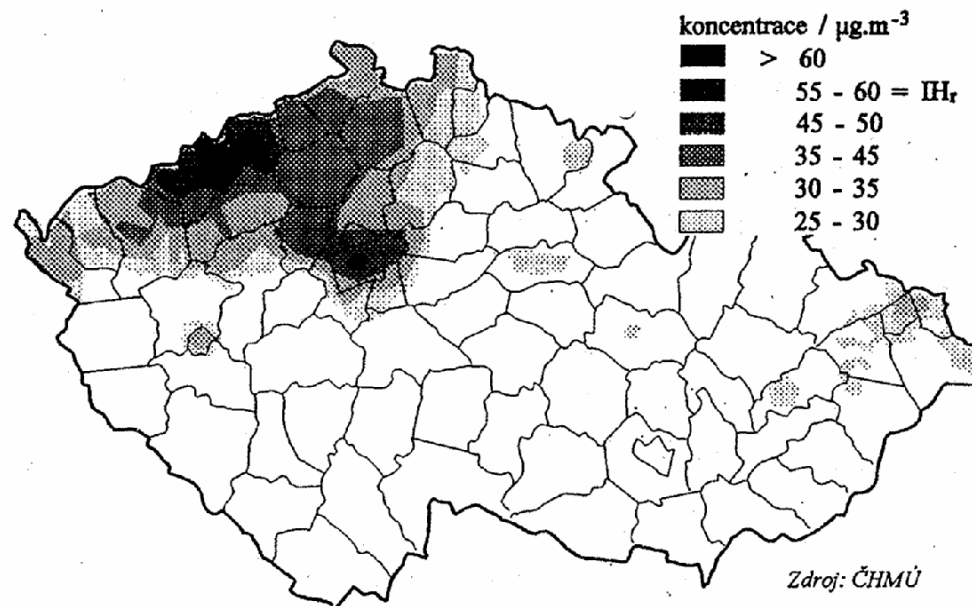 koncentrace / µg.m⁻³
> 60
55 - 60 = IHᵣ
45 - 50
35 - 45
30 - 35
25 - 30
Zdroj: ČHMÚ